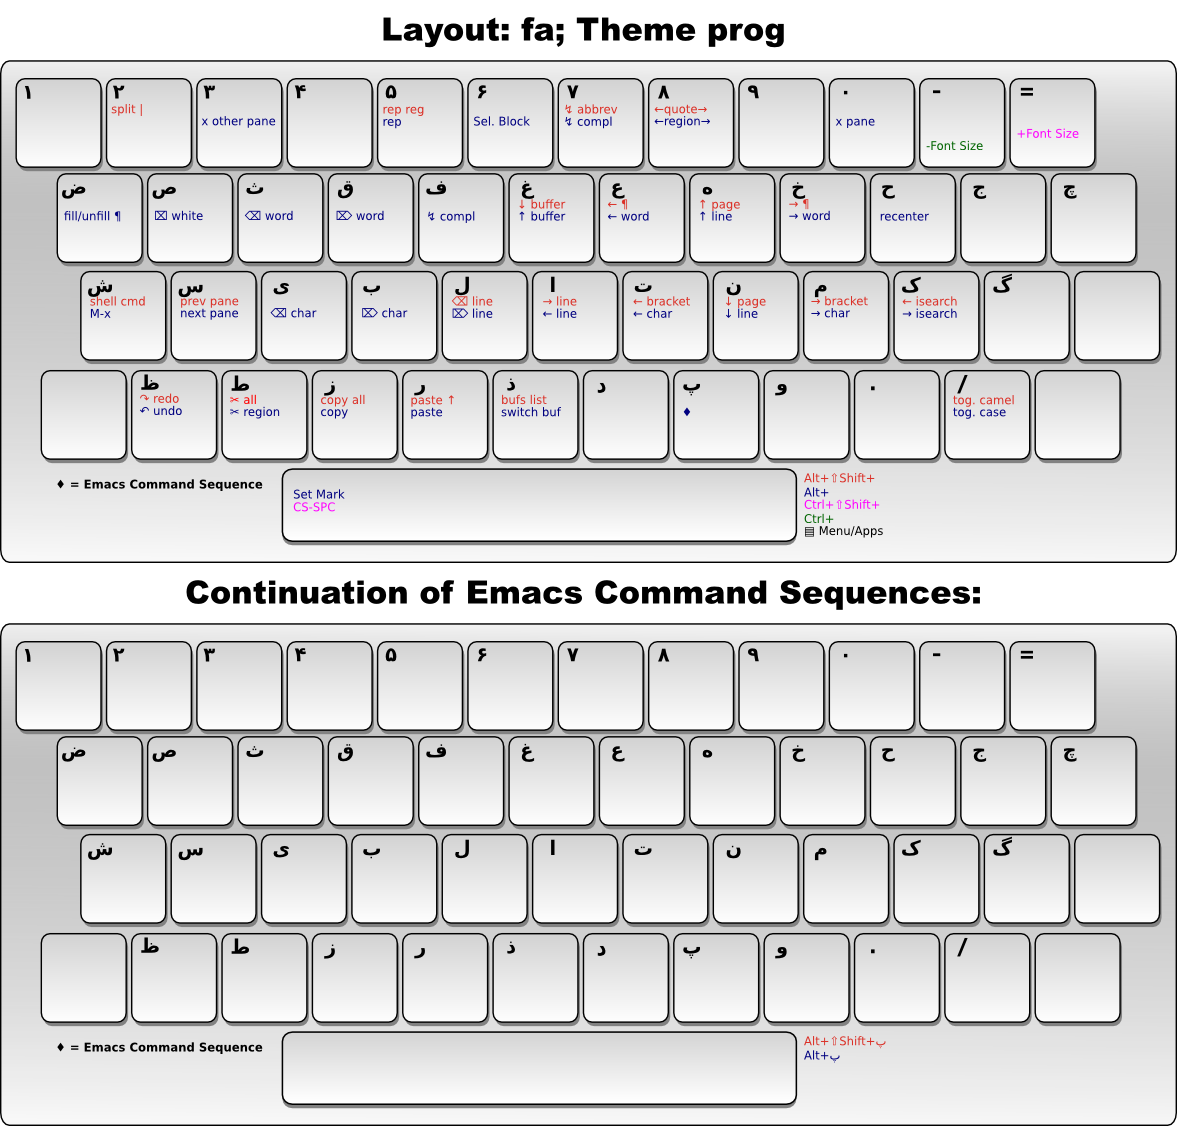 Layout: fa; Theme prog
۱ ۲ ۳ ۴ ۵ ۶ ۷ ۸ ۹ ۰ - =
split | rep reg ↯ abbrev ←quote→
x other pane rep Sel. Block ↯ compl ←region→ x pane
+Font Size
-Font Size
ض ص ث ق ف غ ع ه خ ح ج چ
↓ buffer ← ¶ ↑ page → ¶
fill/unfill ¶ ⌧ white ⌫ word ⌦ word ↯ compl ↑ buffer ← word ↑ line → word recenter
ش س ی ب ل ا ت ن م ک گ
shell cmd prev pane ⌫ line → line ← bracket ↓ page → bracket ← isearch
M-x next pane ⌫ char ⌦ char ⌦ line ← line ← char ↓ line → char → isearch
ظ ط ز ر ذ د پ و . /
↷ redo ✂ all copy all paste ↑ bufs list tog. camel
↶ undo ✂ region copy paste switch buf ♦ tog. case
♦ = Emacs Command Sequence
Set Mark
CS-SPC
Alt+⇧Shift+
Alt+
Ctrl+⇧Shift+
Ctrl+
▤ Menu/Apps
Continuation of Emacs Command Sequences:
۱ ۲ ۳ ۴ ۵ ۶ ۷ ۸ ۹ ۰ - =
ض ص ث ق ف غ ع ه خ ح ج چ
ش س ی ب ل ا ت ن م ک گ
ظ ط ز ر ذ د پ و . /
♦ = Emacs Command Sequence
Alt+⇧Shift+پ
Alt+پ